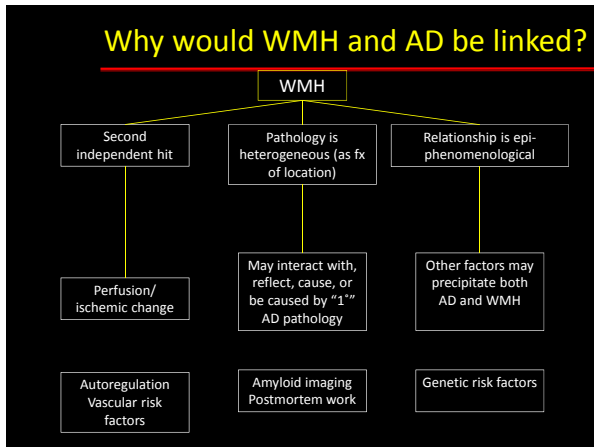 Why would WMH and AD be linked?
WMH
Second
independent hit
Pathology is
heterogeneous (as fx
of location)
Relationship is epi-
phenomenological
Perfusion/
ischemic change
May interact with,
reflect, cause, or
be caused by “1˚”
AD pathology
Other factors may
precipitate both
AD and WMH
Autoregulation
Vascular risk
factors
Amyloid imaging
Postmortem work
Genetic risk factors